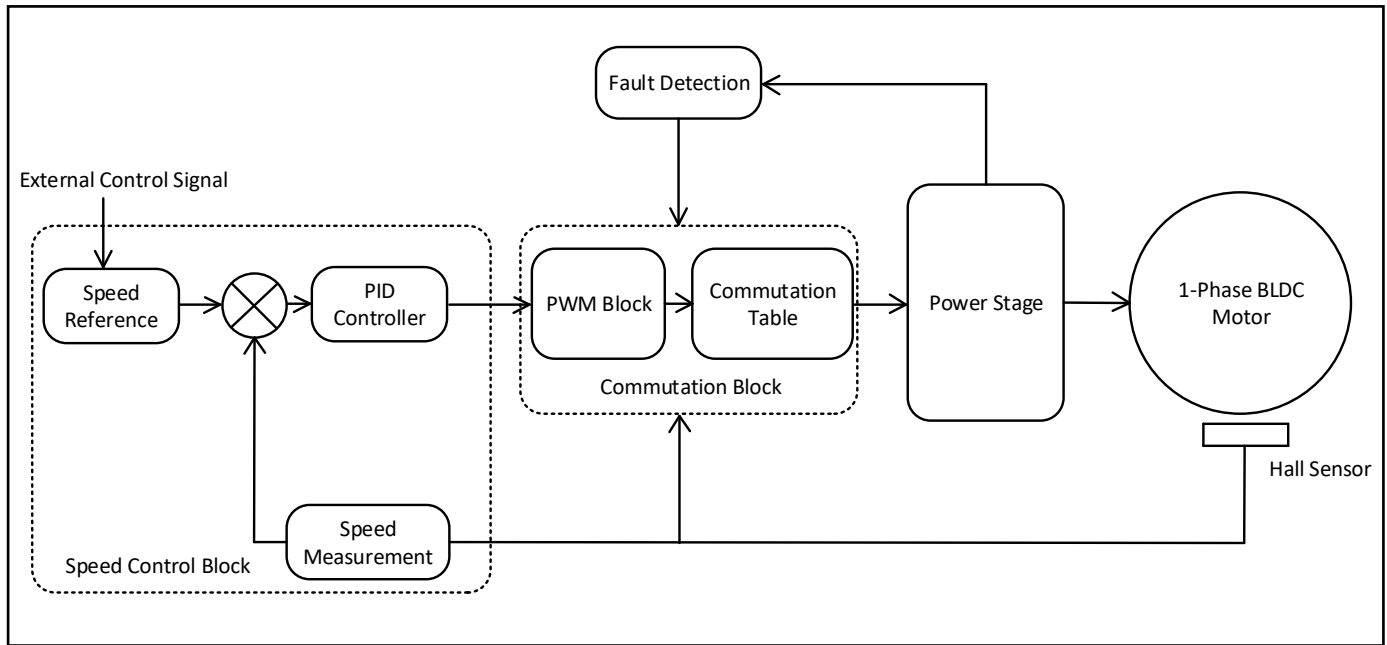 Fault Detection
External Control Signal
Speed
Reference
PID
Controller
PWM Block
Commutation
Table
Commutation Block
Power Stage
1-Phase BLDC
Motor
Hall Sensor
Speed
Measurement
Speed Control Block